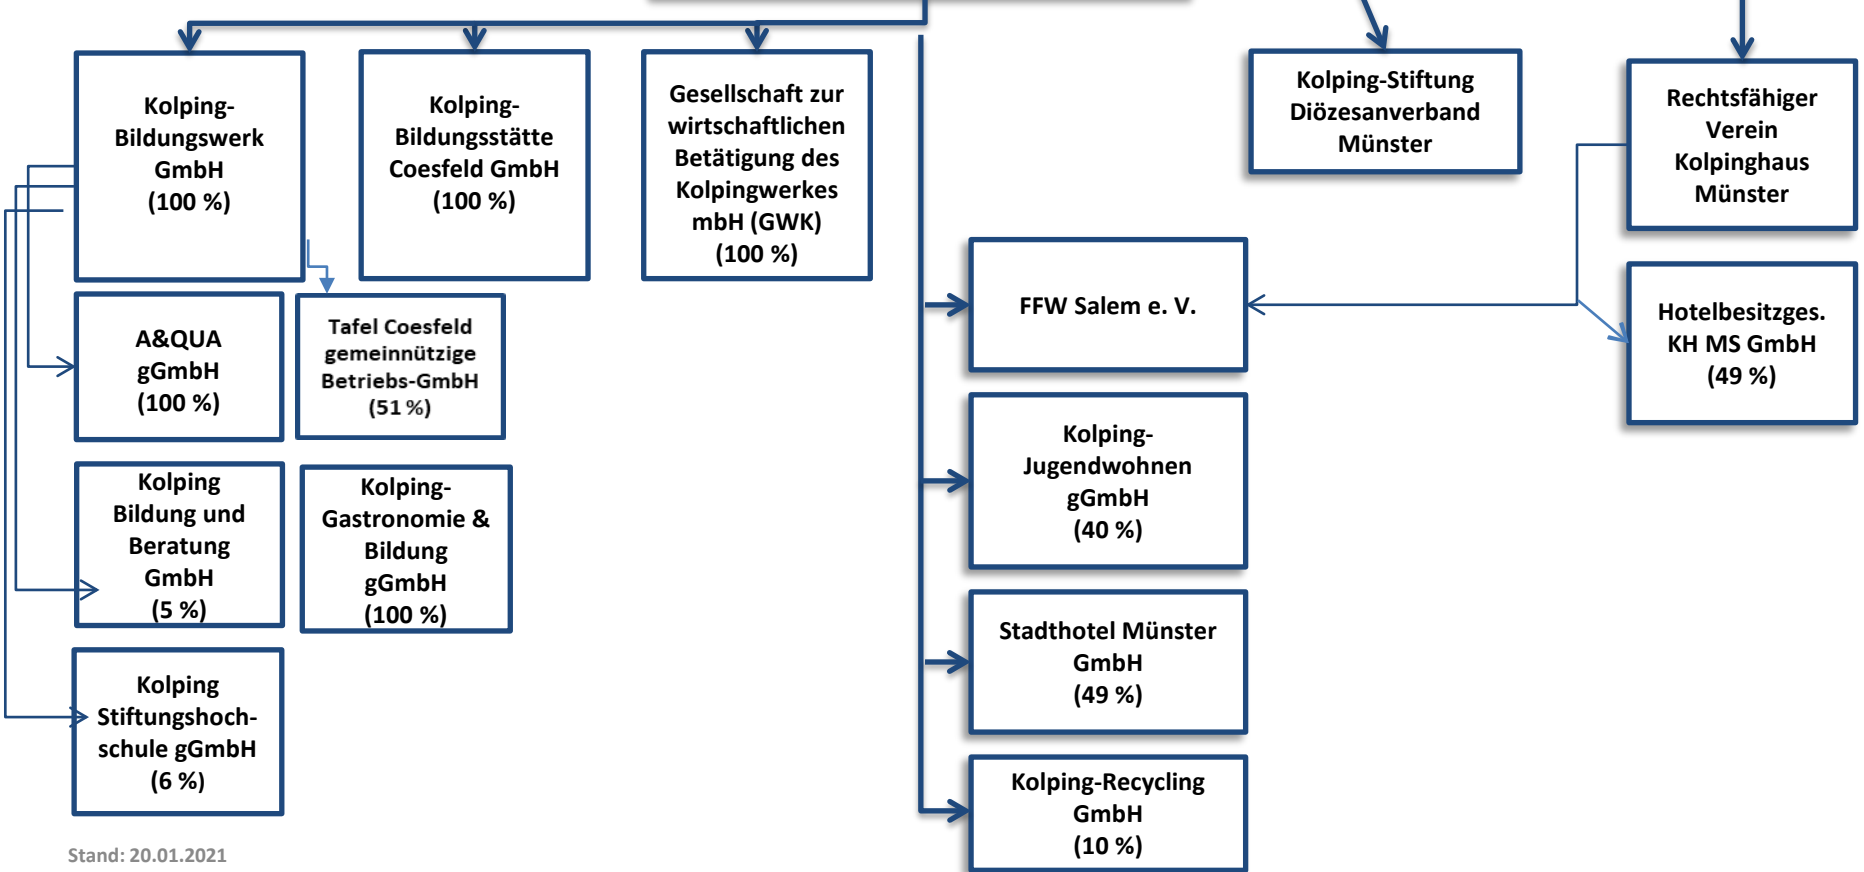 Kolping-
Bildungswerk
GmbH
(100 %)
Kolping-
Bildungsstätte
Coesfeld GmbH
(100 %)
Gesellschaft zur
wirtschaftlichen
Betätigung des
Kolpingwerkes
mbH (GWK)
(100 %)
Kolping-Stiftung
Diözesanverband
Münster
Rechtsfähiger
Verein
Kolpinghaus
Münster
A&QUA
gGmbH
(100 %)
Tafel Coesfeld
gemeinnützige
Betriebs-GmbH
(51 %)
FFW Salem e. V.
Hotelbesitzges.
KH MS GmbH
(49 %)
Kolping
Bildung und
Beratung
GmbH
(5 %)
Kolping-
Gastronomie &
Bildung
gGmbH
(100 %)
Kolping-
Jugendwohnen
gGmbH
(40 %)
Kolping
Stiftungshoch-
schule gGmbH
(6 %)
Stadthotel Münster
GmbH
(49 %)
Kolping-Recycling
GmbH
(10 %)
Stand: 20.01.2021